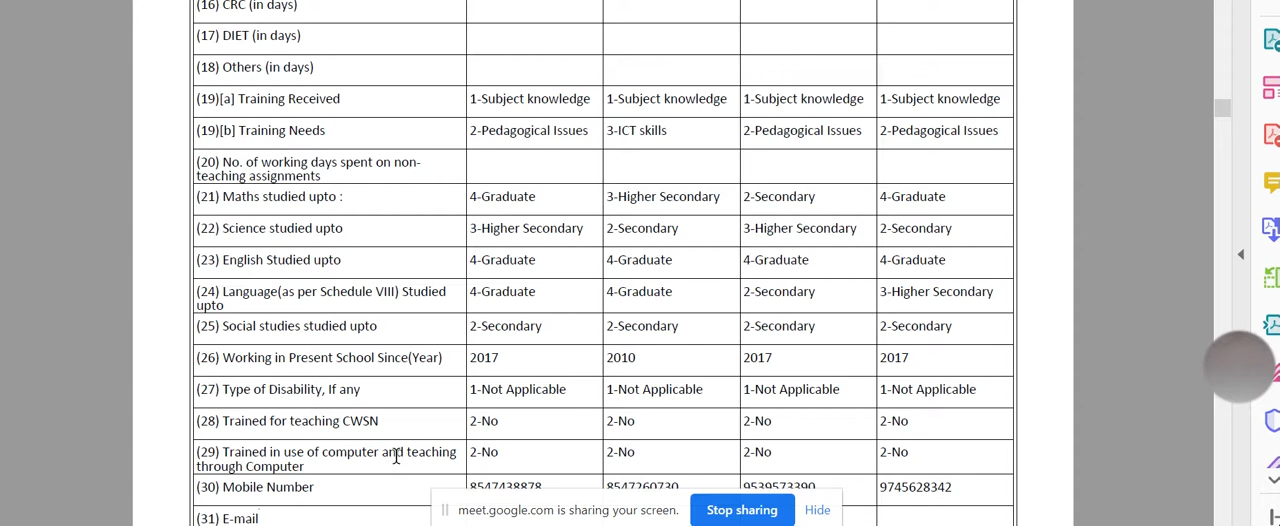 (16) CRC (in days)
(17) DIET (in days)
(18) Others (in days)
(19)[a] Training Received 1-Subject knowledge 1-Subject knowledge 1-Subject knowledge 1-Subject knowledge
(19)[b] Training Needs 2-Pedagogical Issues 3-ICT skills 2-Pedagogical Issues 2-Pedagogical Issues
(20) No. of working days spent on non-
teaching assignments
(21) Maths studied upto : 4-Graduate 3-Higher Secondary 2-Secondary 4-Graduate
(22) Science studied upto 3-Higher Secondary 2-Secondary 3-Higher Secondary 2-Secondary
(23) English Studied upto 4-Graduate 4-Graduate 4-Graduate 4-Graduate
(24) Language(as per Schedule VIII) Studied
upto 4-Graduate 4-Graduate 2-Secondary 3-Higher Secondary
(25) Social studies studied upto 2-Secondary 2-Secondary 2-Secondary 2-Secondary
(26) Working in Present School Since(Year) 2017 2010 2017 2017
(27) Type of Disability, If any 1-Not Applicable 1-Not Applicable 1-Not Applicable 1-Not Applicable
(28) Trained for teaching CWSN 2-No 2-No 2-No 2-No
(29) Trained in use of computer and teaching
through Computer 2-No 2-No 2-No 2-No
(30) Mobile Number 8547438878 8547260730 9539573390 9745628342
(31) E-mail
meet.google.com is sharing your screen. Stop sharing Hide